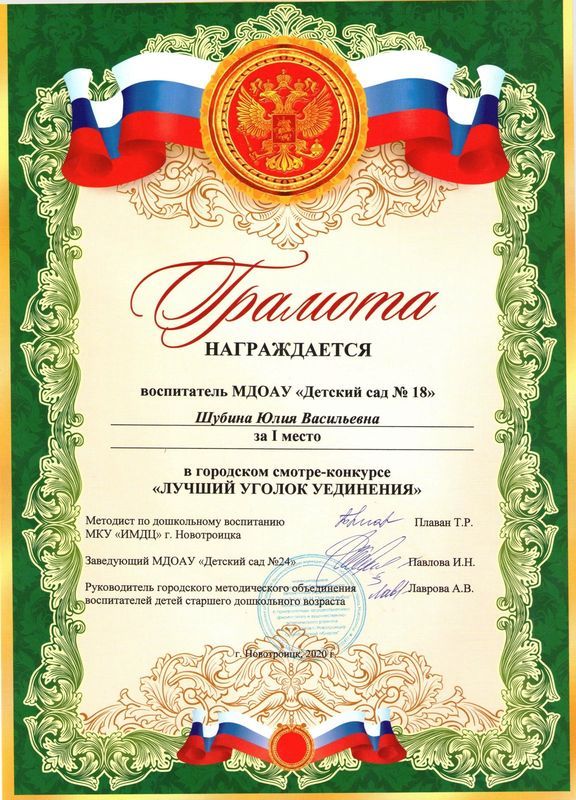 Грамота
НАГРАЖДАЕТСЯ
воспитатель МДОАУ «Детский сад № 18»
Шубина Юлия Васильевна
за I место
в городском смотре-конкурсе
«ЛУЧШИЙ УГОЛОК УЕДИНЕНИЯ»
Методист по дошкольному воспитанию
МКУ «ИМДЦ» г. Новотроицка Плаван Т.Р.
Заведующий МДОАУ «Детский сад №24» Павлова И.Н.
Руководитель городского методического объединения Лаврова А.В.
воспитателей детей старшего дошкольного возраста
г. Новотроицк, 2020 г.